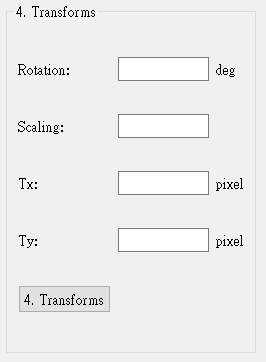 4. Transforms
Rotation: deg
Scaling:
Tx: pixel
Ty: pixel
4. Transforms